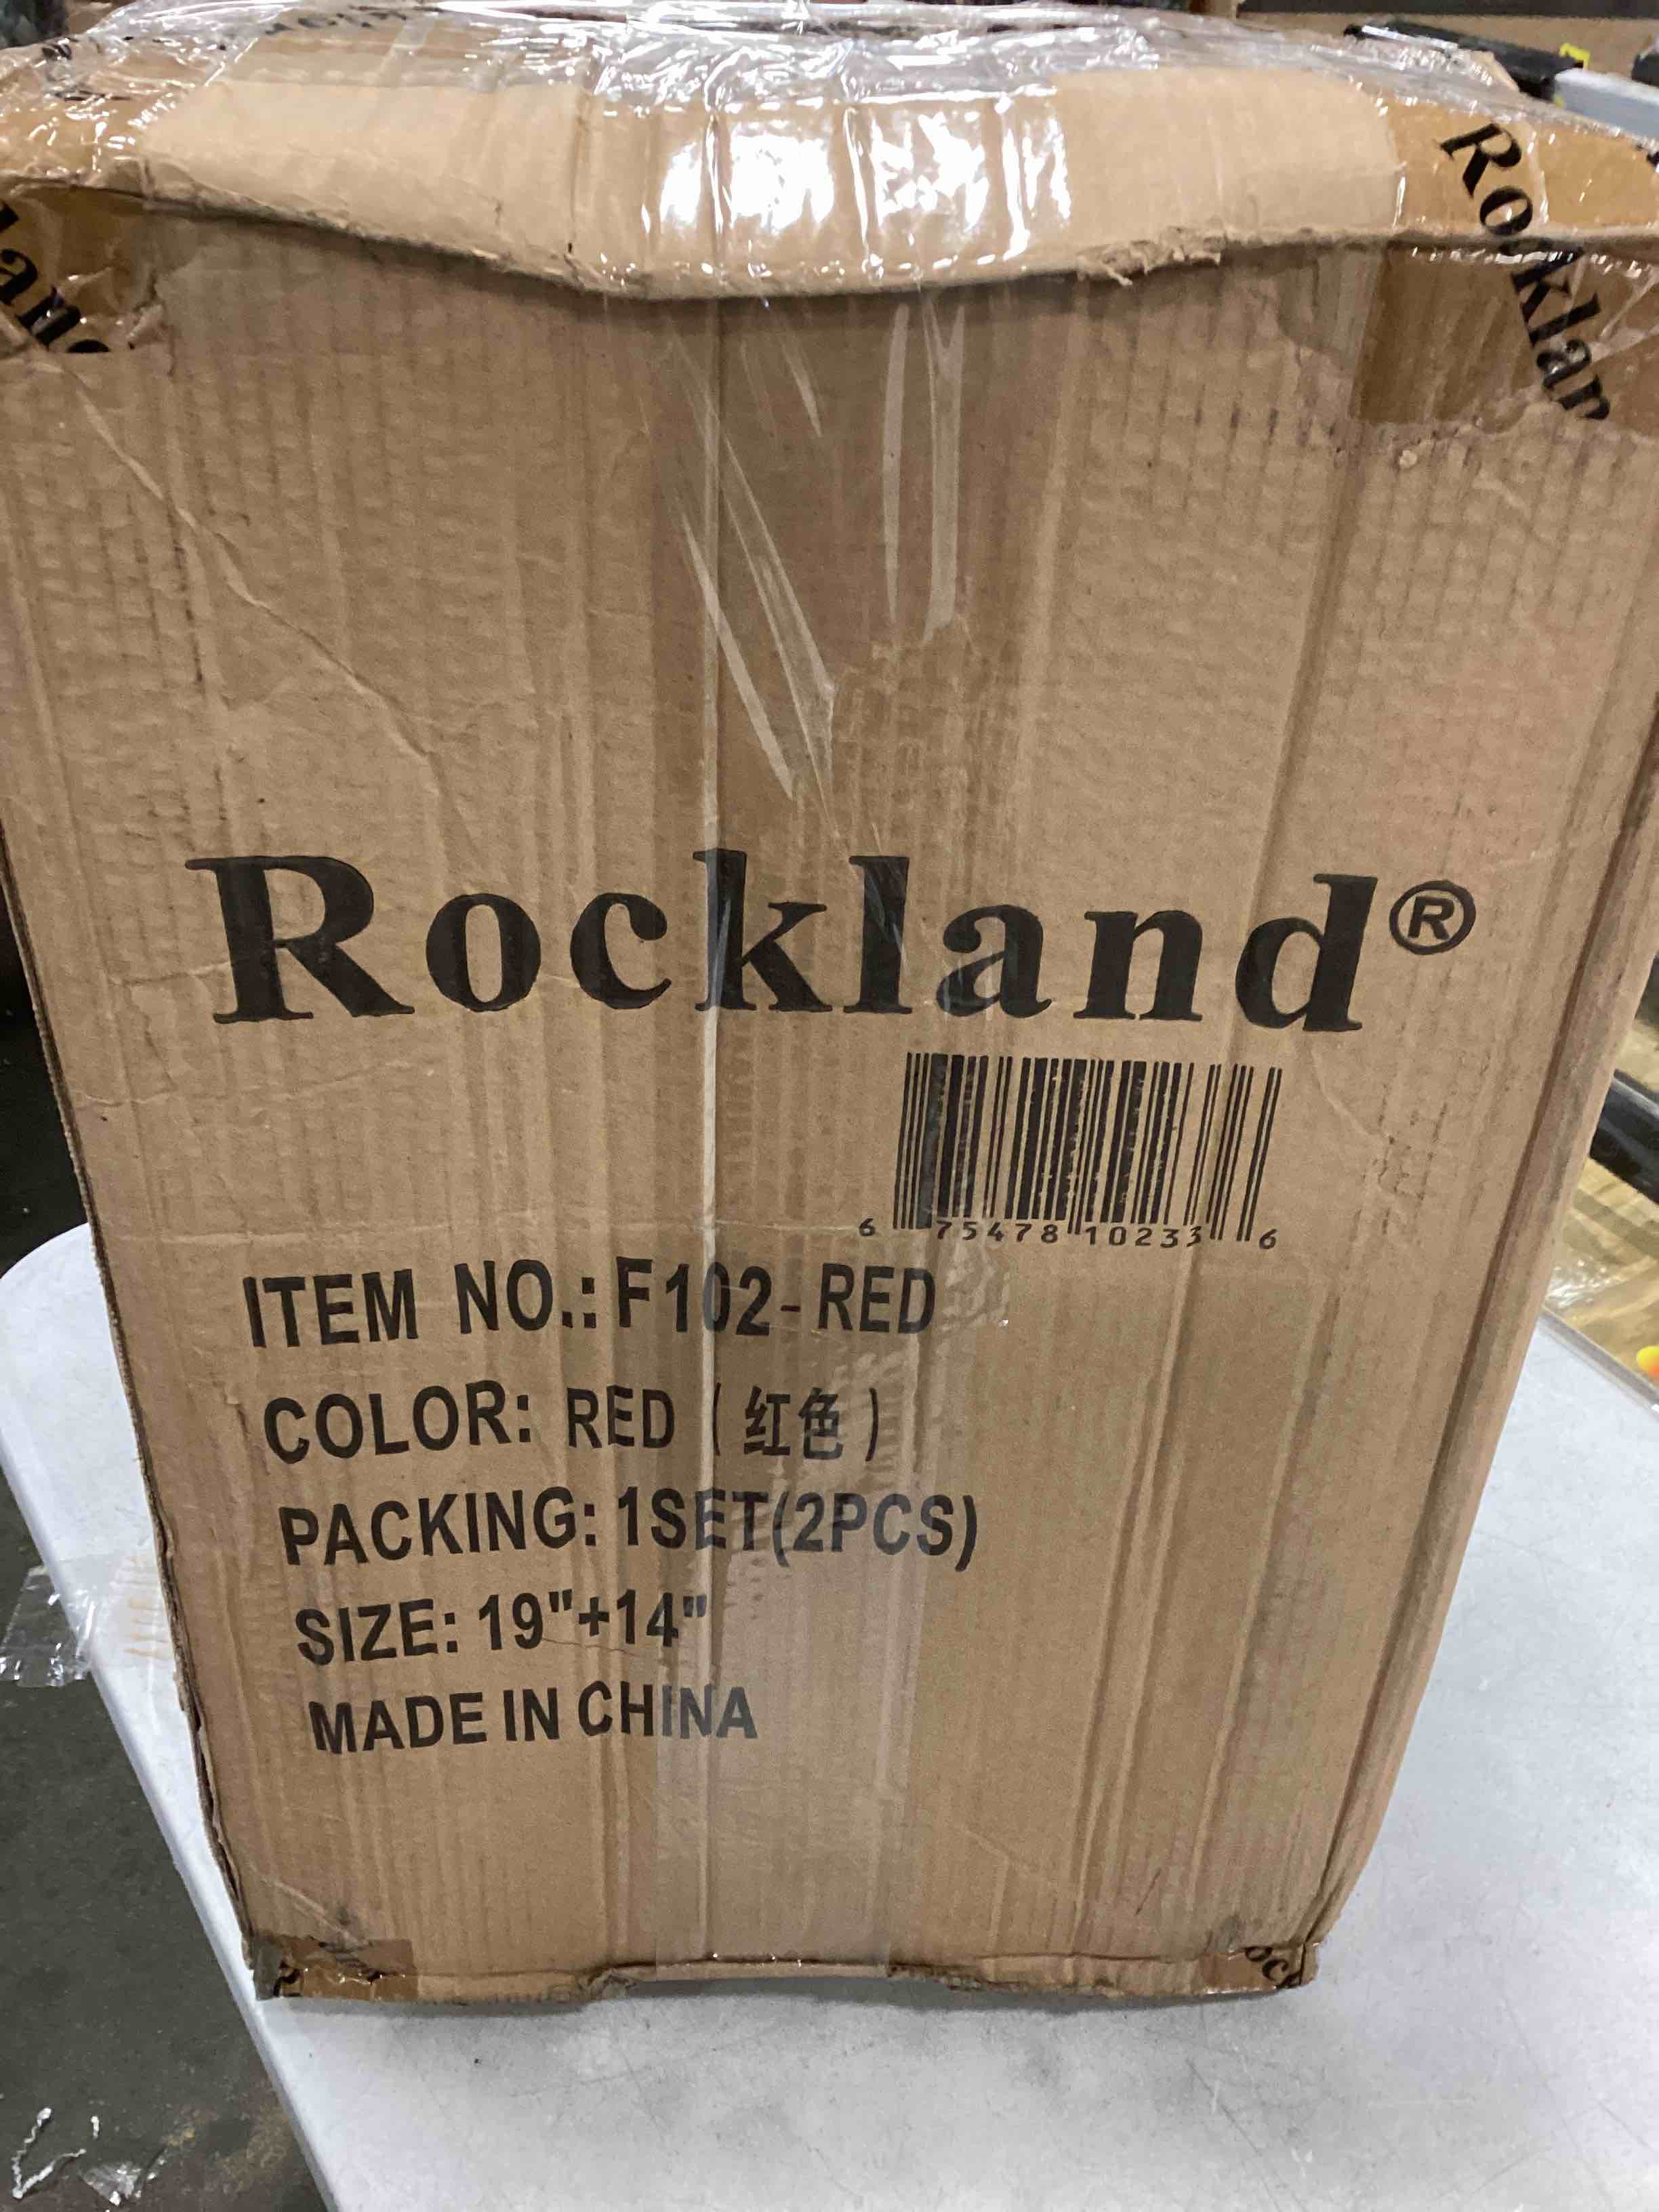 Rockland®
6 75478 10233 6
ITEM NO.: F102-RED
COLOR: RED (红色)
PACKING: 1SET(2PCS)
SIZE: 19"+14"
MADE IN CHINA